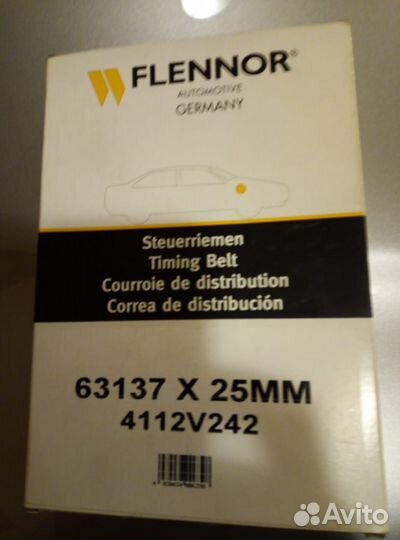 FLENNOR®
AUTOMOTIVE
GERMANY
Steuerriemen
Timing Belt
Courroie de distribution
Correa de distribución
63137 X 25MM
4112V242
Avito